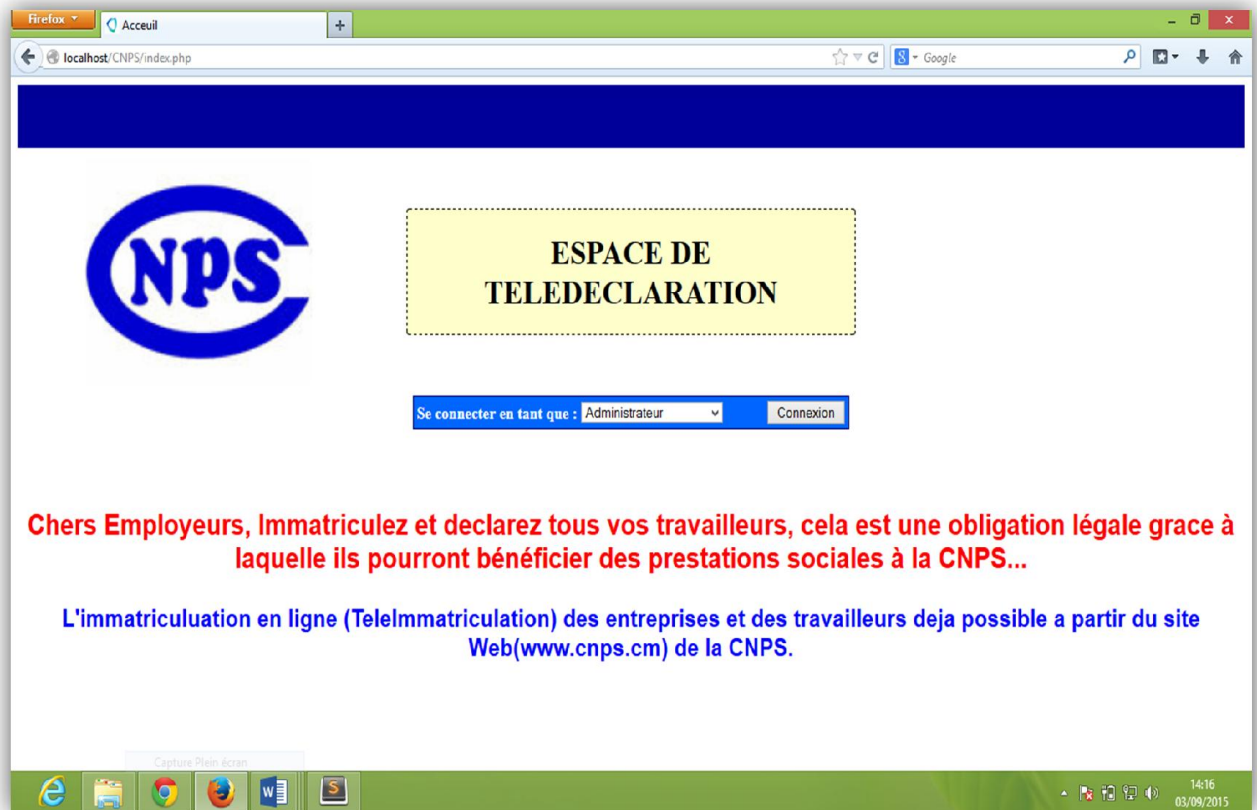 Firefox
Acceuil
localhost/CNPS/index.php
Google
CNPS
ESPACE DE
TELEDECLARATION
Se connecter en tant que : Administrateur Connexion
Chers Employeurs, Immatriculez et declarez tous vos travailleurs, cela est une obligation légale grace à
laquelle ils pourront bénéficier des prestations sociales à la CNPS...
L'immatriculuation en ligne (TeleImmatriculation) des entreprises et des travailleurs deja possible a partir du site
Web(www.cnps.cm) de la CNPS.
Capture Plein écran
14:16
03/09/2015